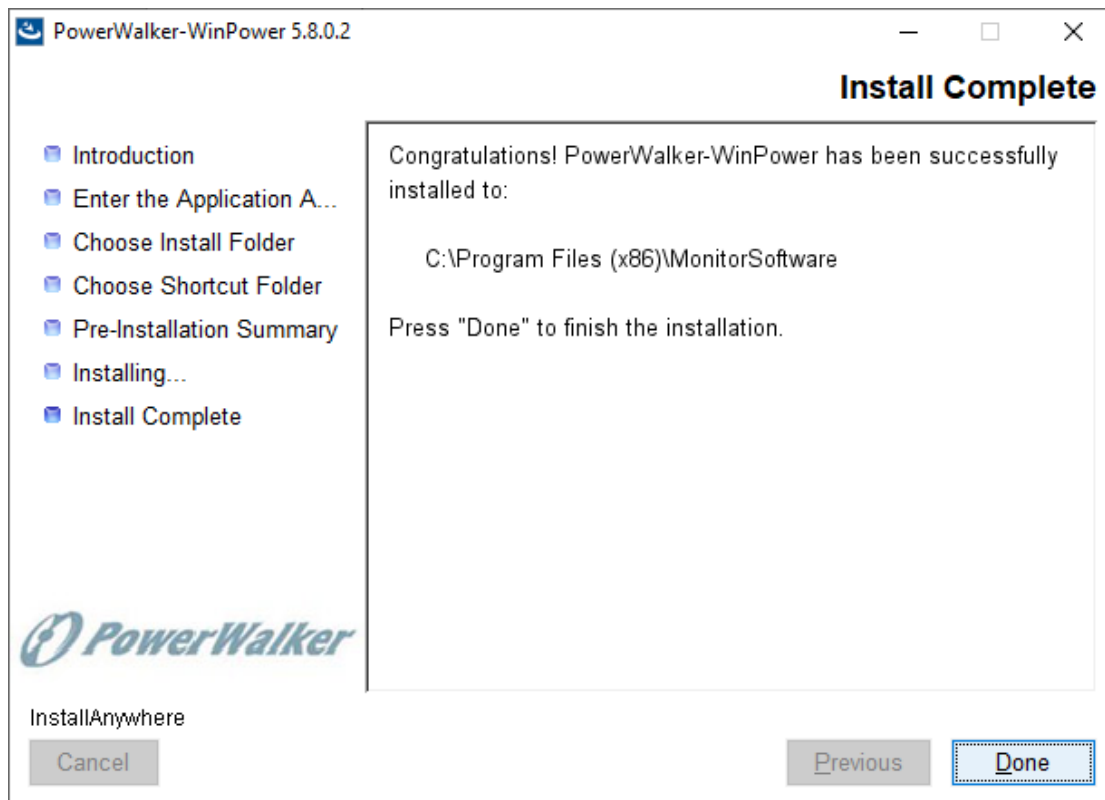 PowerWalker-WinPower 5.8.0.2
Install Complete
Introduction
Enter the Application A...
Choose Install Folder
Choose Shortcut Folder
Pre-Installation Summary
Installing...
Install Complete
Congratulations! PowerWalker-WinPower has been successfully
installed to:
C:\Program Files (x86)\MonitorSoftware
Press "Done" to finish the installation.
PowerWalker
InstallAnywhere
Cancel
Previous
Done